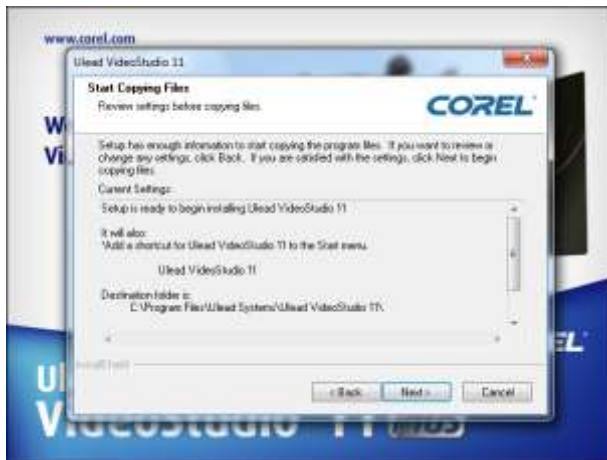 www.corel.com
Ulead VideoStudio 11
Start Copying Files
Review settings before copying files.
COREL
Setup has enough information to start copying the program files. If you want to review or
change any settings, click Back. If you are satisfied with the settings, click Next to begin
copying files.
Current Settings:
Setup is ready to begin installing Ulead VideoStudio 11
It will also:
*Add a shortcut for Ulead VideoStudio 11 to the Start menu.
Ulead VideoStudio 11
Destination folder is:
C:\Program Files\Ulead Systems\Ulead VideoStudio 11\
InstallShield
< Back
Next >
Cancel
VideoStudio 11 PLUS